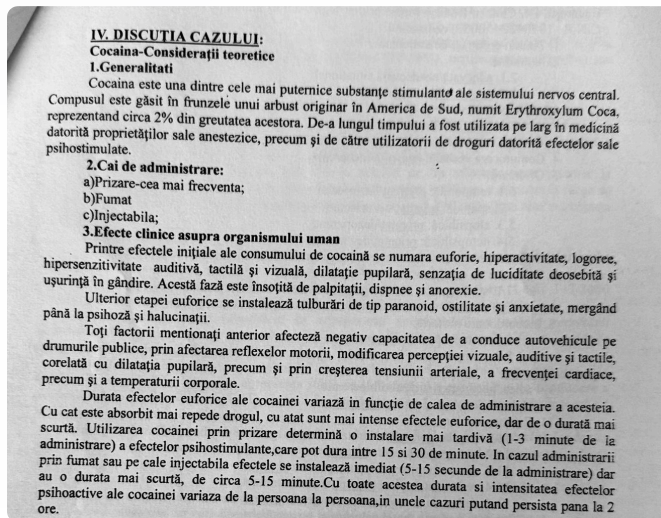 IV. DISCUTIA CAZULUI:
Cocaina-Considerații teoretice
1.Generalitati
Cocaina este una dintre cele mai puternice substanțe stimulante ale sistemului nervos central.
Compusul este găsit în frunzele unui arbust originar în America de Sud, numit Erythroxylum Coca,
reprezentand circa 2% din greutatea acestora. De-a lungul timpului a fost utilizata pe larg în medicină
datorită proprietăților sale anestezice, precum și de către utilizatorii de droguri datorită efectelor sale
psihostimulate.
2.Cai de administrare:
a)Prizare-cea mai frecventa;
b)Fumat
c)Injectabila;
3.Efecte clinice asupra organismului uman
Printre efectele inițiale ale consumului de cocaină se numara euforie, hiperactivitate, logoree,
hipersenzitivitate auditivă, tactilă și vizuală, dilatație pupilară, senzația de luciditate deosebită și
ușurință în gândire. Acestă fază este însoțită de palpitații, dispnee și anorexie.
Ulterior etapei euforice se instalează tulburări de tip paranoid, ostilitate și anxietate, mergând
până la psihoză și halucinații.
Toți factorii mentionați anterior afecteză negativ capacitatea de a conduce autovehicule pe
drumurile publice, prin afectarea reflexelor motorii, modificarea percepției vizuale, auditive și tactile,
corelată cu dilatația pupilară, precum și prin creșterea tensiunii arteriale, a frecvenței cardiace,
precum și a temperaturii corporale.
Durata efectelor euforice ale cocainei variază in funcție de calea de administrare a acesteia.
Cu cat este absorbit mai repede drogul, cu atat sunt mai intense efectele euforice, dar de o durată mai
scurtă. Utilizarea cocainei prin prizare determină o instalare mai tardivă (1-3 minute de la
administrare) a efectelor psihostimulante,care pot dura intre 15 si 30 de minute. In cazul administrarii
prin fumat sau pe cale injectabila efectele se instalează imediat (5-15 secunde de la administrare) dar
au o durata mai scurtă, de circa 5-15 minute.Cu toate acestea durata si intensitatea efectelor
psihoactive ale cocainei variaza de la persoana la persoana,in unele cazuri putand persista pana la 2
ore.